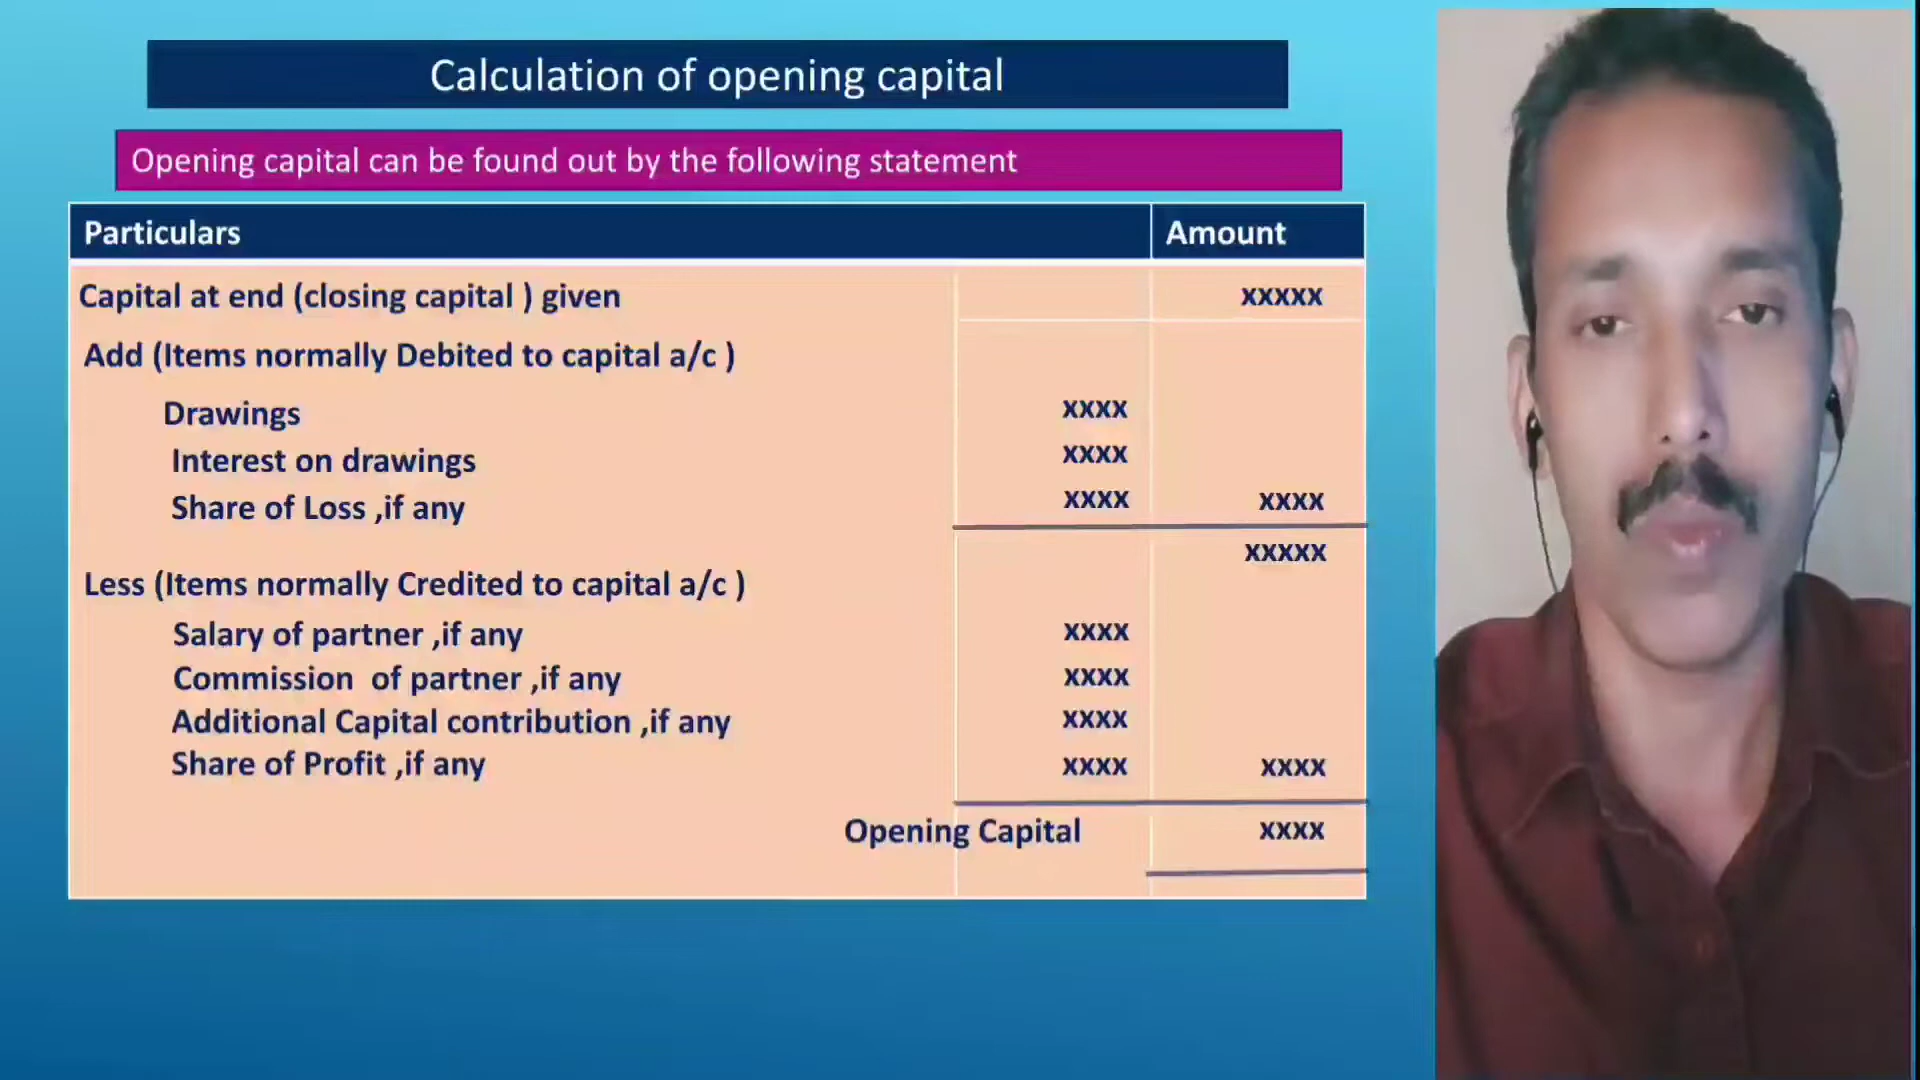 Calculation of opening capital
Opening capital can be found out by the following statement
Particulars Amount
Capital at end (closing capital ) given xxxxx
Add (Items normally Debited to capital a/c )
Drawings xxxx
Interest on drawings xxxx
Share of Loss ,if any xxxx xxxx
xxxxx
Less (Items normally Credited to capital a/c )
Salary of partner ,if any xxxx
Commission  of partner ,if any xxxx
Additional Capital contribution ,if any xxxx
Share of Profit ,if any xxxx xxxx
Opening Capital xxxx